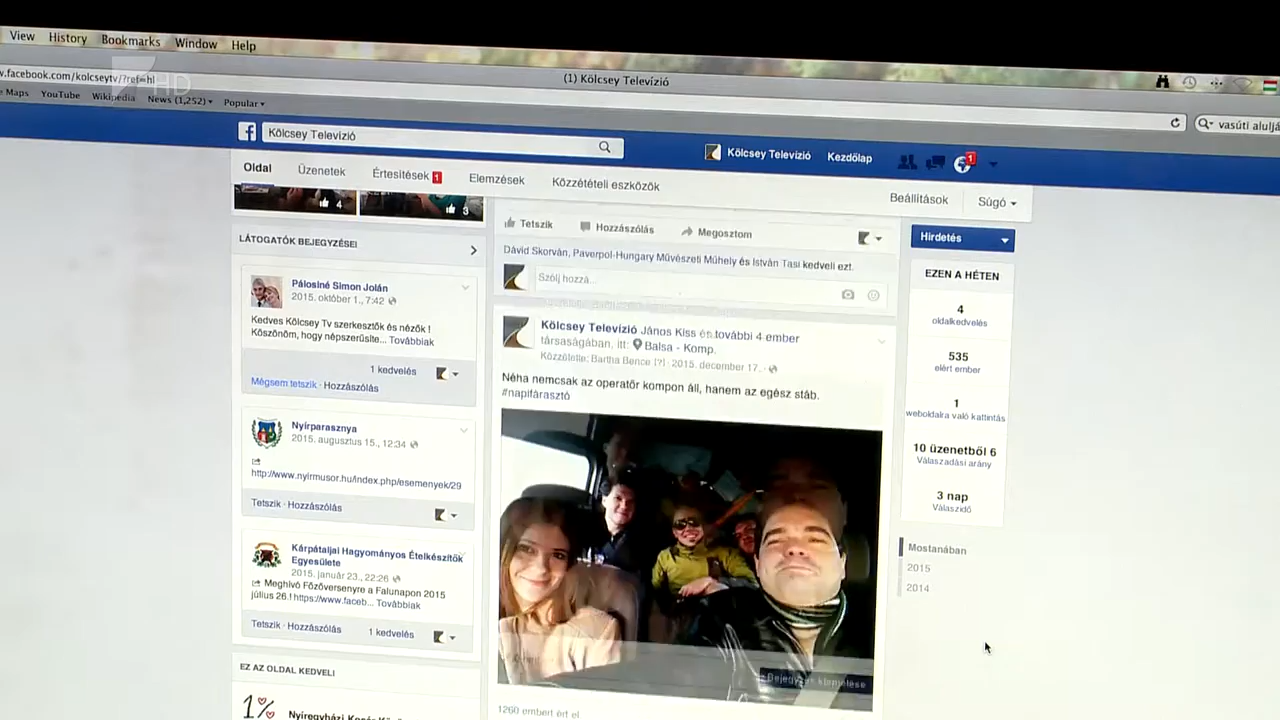 View History Bookmarks Window Help
(1) Kölcsey Televízió
w.facebook.com/kolcseytv/?ref=hl
HD
Maps YouTube Wikipedia News (1,252) Popular
vasúti alulj
Kölcsey Televízió
Kölcsey Televízió Kezdőlap 1
Oldal Üzenetek Értesítések 1 Elemzések Közzétételi eszközök Beállítások Súgó
4
3
LÁTOGATÓK BEJEGYZÉSEI
Pálosiné Simon Jolán
2015. október 1., 7:42
Kedves Kölcsey Tv szerkesztők és nézők !
Köszönöm, hogy népszerűsíte... Továbbiak
1 kedvelés
Mégsem tetszik · Hozzászólás
Nyírparasznya
2015. augusztus 15., 12:34
http://www.nyirmusor.hu/index.php/esemenyek/29
Tetszik · Hozzászólás
Kárpátaljai Hagyományos Ételkészítők
Egyesülete
2015. január 23., 22:26
Meghívó Főzőversenyre a Falunapon 2015
július 26.! https://www.faceb... Továbbiak
Tetszik · Hozzászólás 1 kedvelés
EZ AZ OLDAL KEDVELI
1%
Tetszik Hozzászólás Megosztom
Dávid Skorván, Paverpol-Hungary Művészeti Műhely és István Tasi kedveli ezt.
Szólj hozzá...
Kölcsey Televízió János Kiss és további 4 ember
társaságában, itt: Balsa - Komp.
Közzétette: Bartha Bence [?] · 2015. december 17. ·
Néha nemcsak az operatőr kompon áll, hanem az egész stáb.
#napifárasztó
Bejegyzés kiemelése
1260 embert ért el
Hirdetés
EZEN A HÉTEN
4
oldalkedvelés
535
elért ember
1
weboldalra való kattintás
10 üzenetből 6
Válaszadási arány
3 nap
Válaszidő
Mostanában
2015
2014